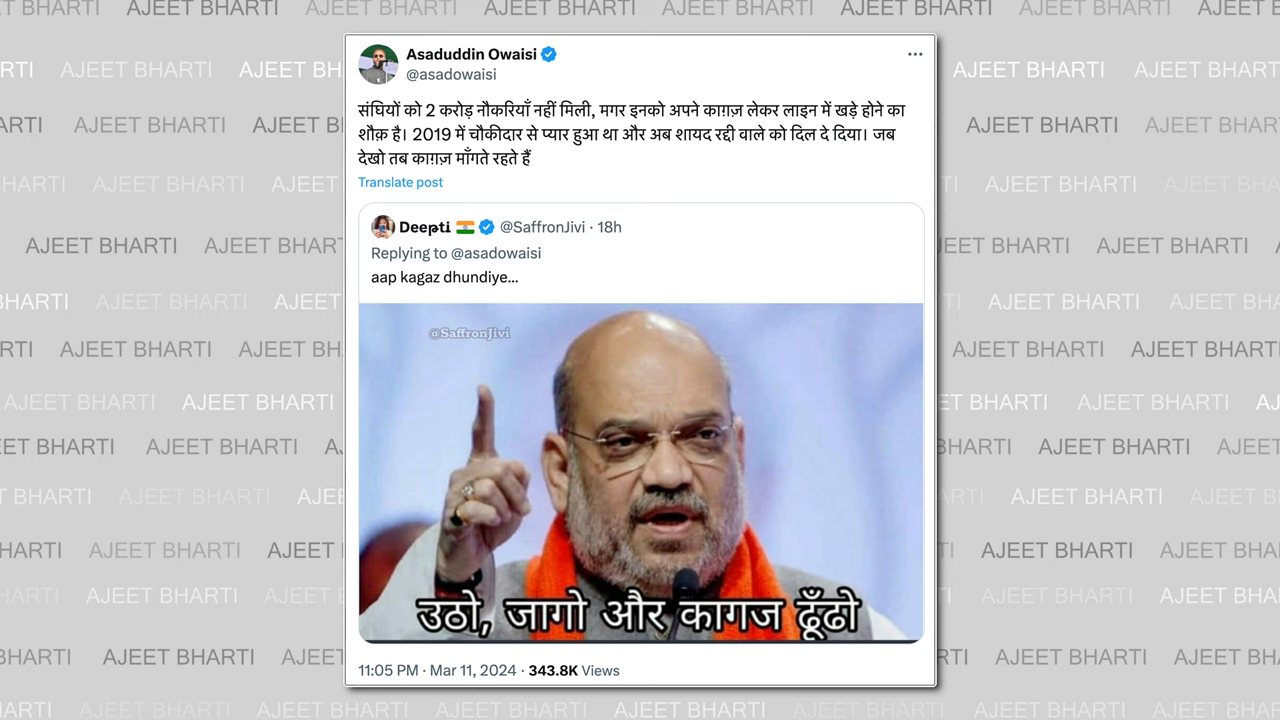 AJEET BHARTI
Asaduddin Owaisi
@asadowaisi
संघियों को 2 करोड़ नौकरियाँ नहीं मिली, मगर इनको अपने काग़ज़ लेकर लाइन में खड़े होने का
शौक़ है। 2019 में चौकीदार से प्यार हुआ था और अब शायद रद्दी वाले को दिल दे दिया। जब
देखो तब काग़ज़ माँगते रहते हैं
Translate post
Deepti @SaffronJivi · 18h
Replying to @asadowaisi
aap kagaz dhundiye...
@SaffronJivi
उठो, जागो और कागज ढूँढो
11:05 PM · Mar 11, 2024 · 343.8K Views